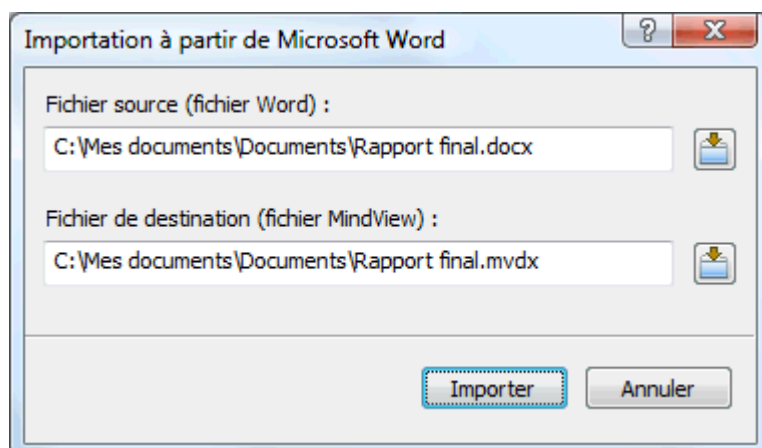 Importation à partir de Microsoft Word
Fichier source (fichier Word) :
C:\Mes documents\Documents\Rapport final.docx
Fichier de destination (fichier MindView) :
C:\Mes documents\Documents\Rapport final.mvdx
Importer Annuler